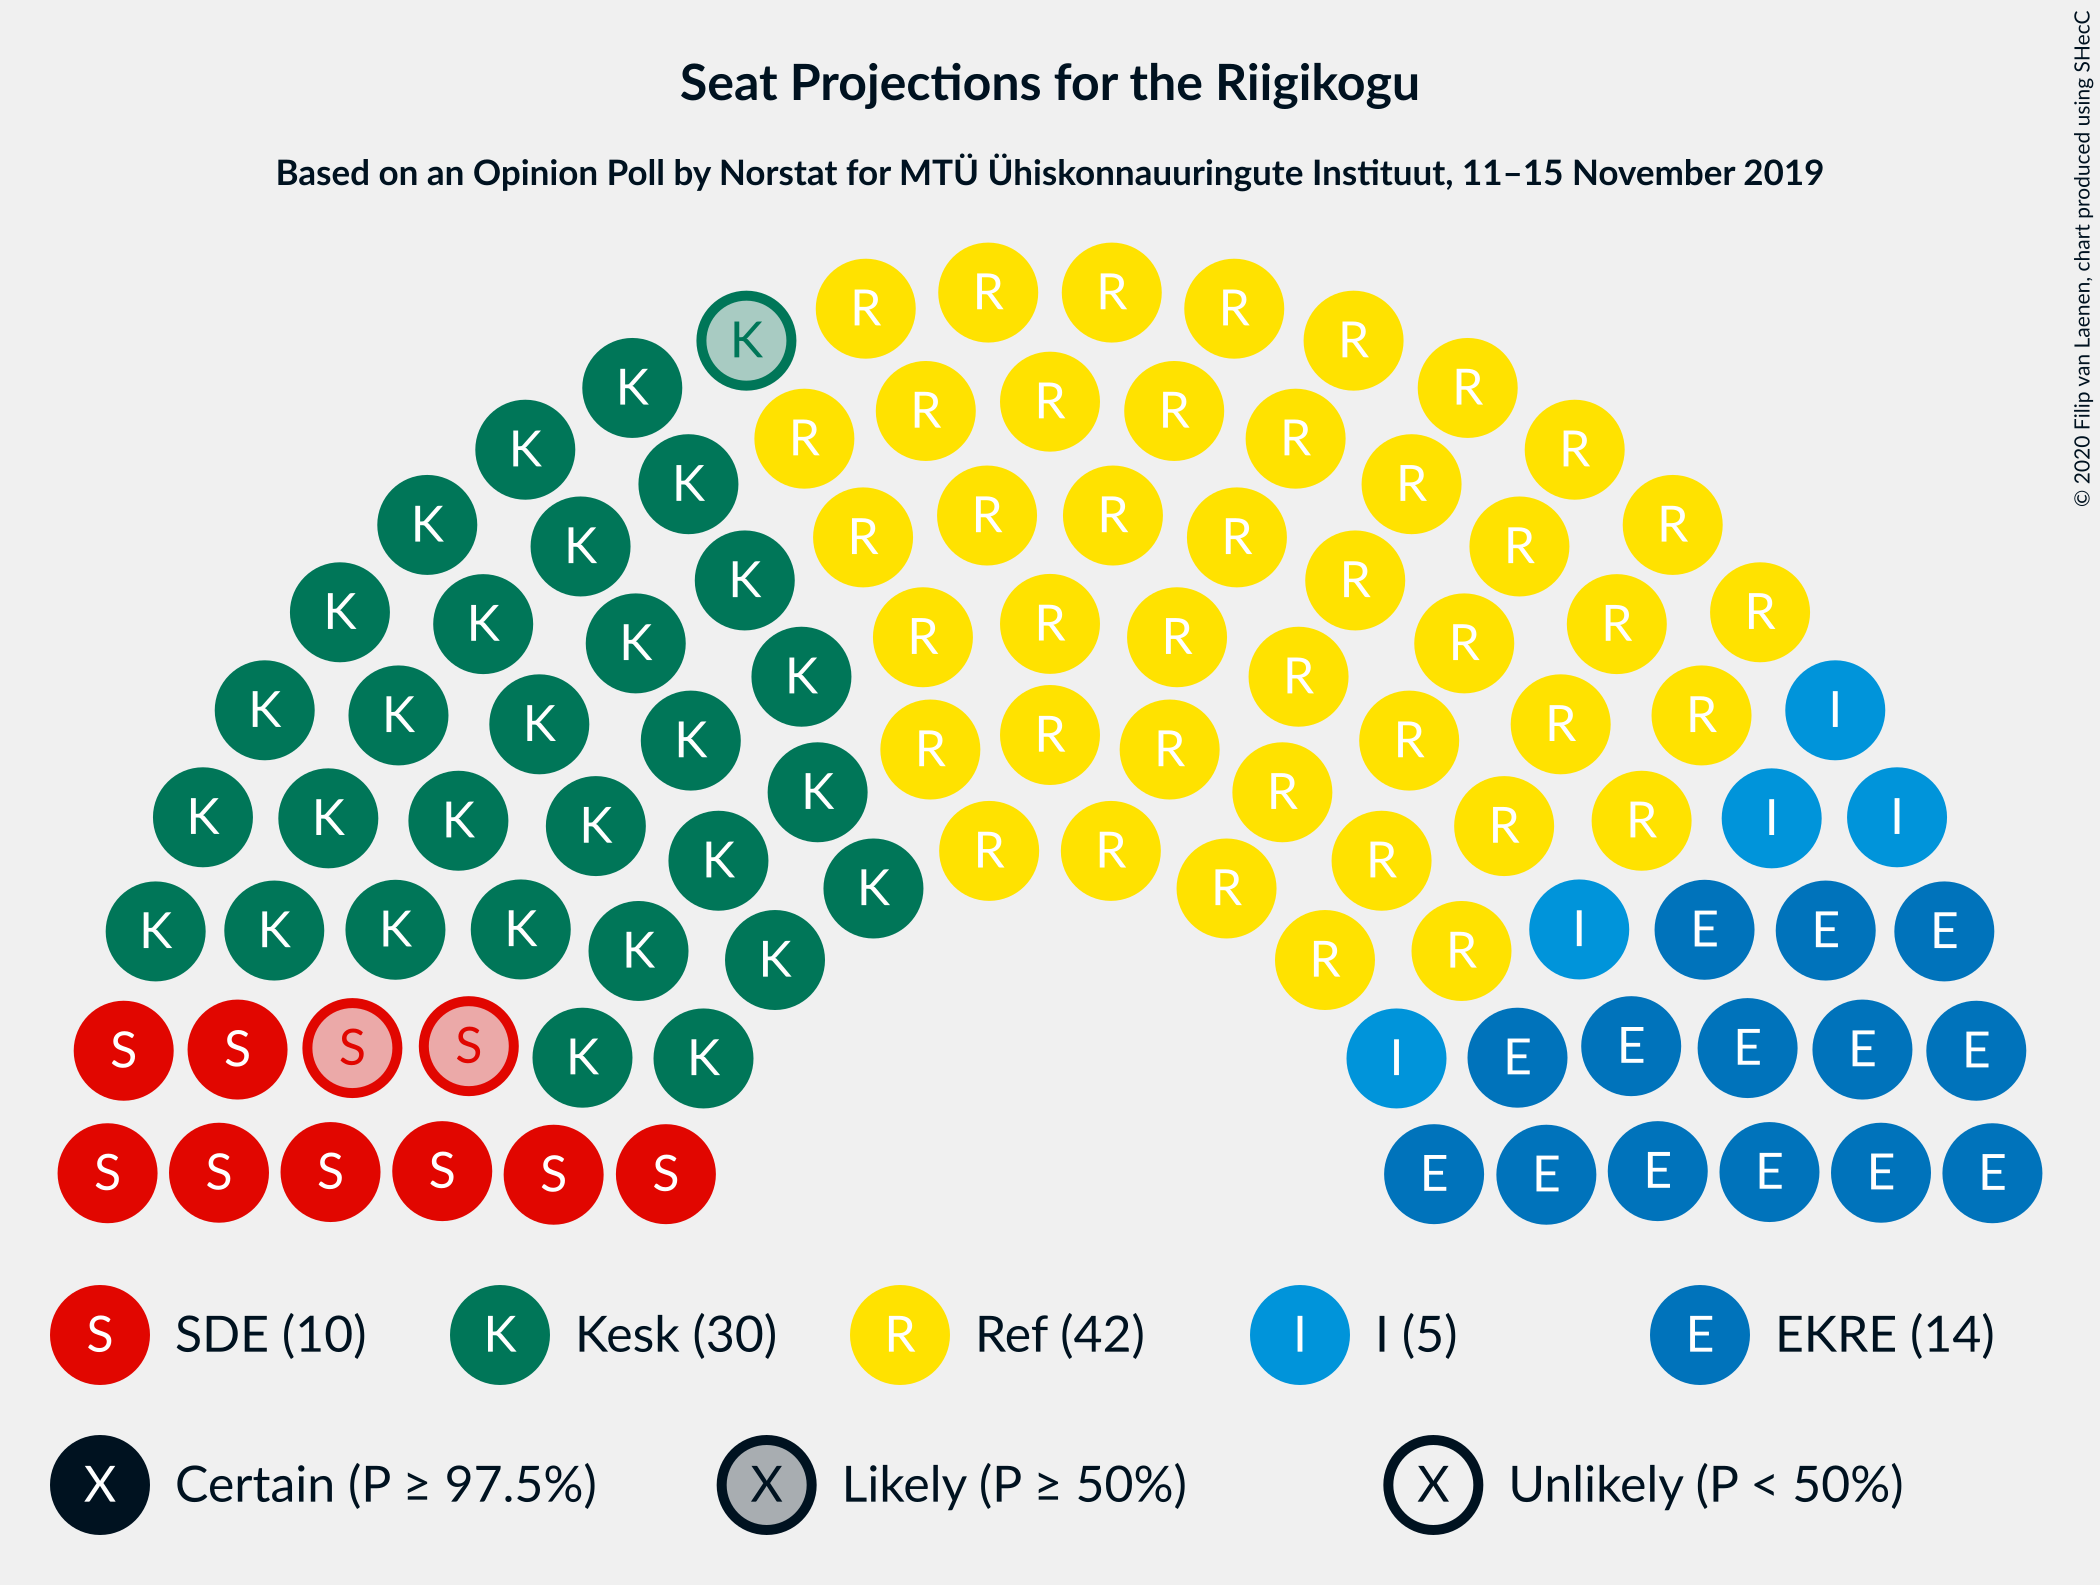 Seat Projections for the Riigikogu
Based on an Opinion Poll by Norstat for MTÜ Ühiskonnauuringute Instituut, 11–15 November 2019
© 2020 Filip van Laenen, chart produced using SHecC
R R R R
K R
K R
R R R
K R R
K R
K R
R R
K R R
K R
K R
K R
R
K R R
K R
K R
K R
K R
K R
K R
R
K R R
K I
K R
K R
K R
K I
K I
K R
K R
K R
R R
K R
K R
K I
K E
K E
K E
K R
K R
S E
S E
S E
S E
K E
K I
S S S S S S E E E E E E
S SDE (10) K Kesk (30) R Ref (42) I I (5) E EKRE (14)
X Certain (P ≥ 97.5%) X Likely (P ≥ 50%) X Unlikely (P < 50%)